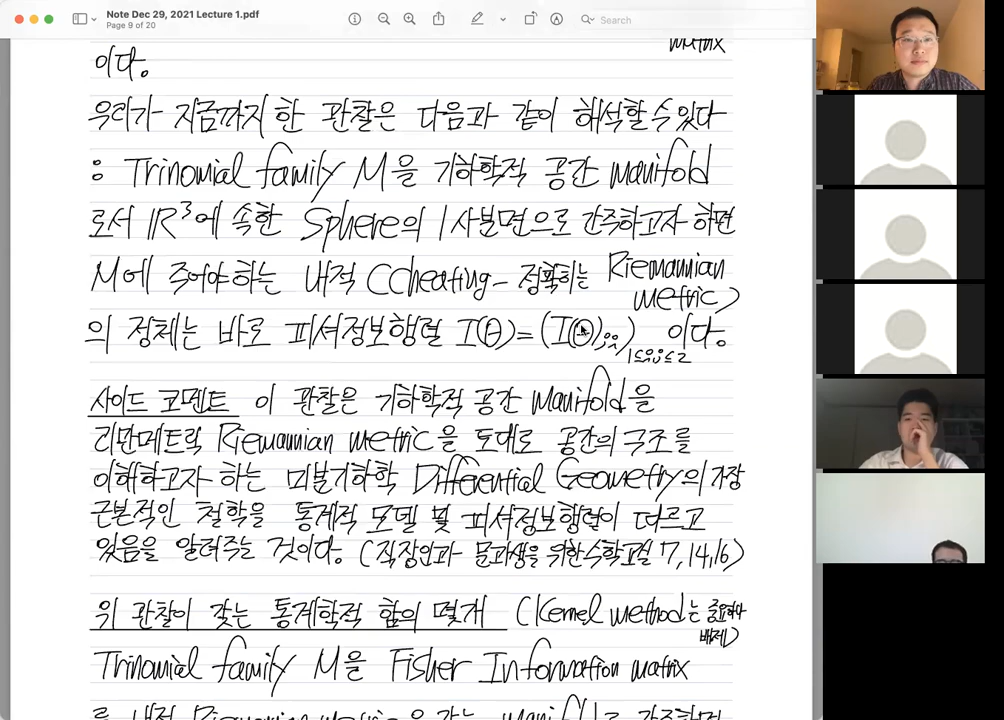 Note Dec 29, 2021 Lecture 1.pdf
Page 9 of 20
Search
이다.
우리가 지금까지 한 관찰은 다음과 같이 해석할 수 있다
: Trinomial family M을 기하학적 공간 manifold
로서 ℝ³에 속한 Sphere의 1사분면으로 간주하고자 하면
M에 주어야 하는 내적 (cheating - 정확히는 Riemannian
metric)
의 정체는 바로 피셔정보행렬 I(θ) = (I(θ)ij) 이다.
1≤i,j≤2
사이드 코멘트 이 관찰은 기하학적 공간 manifold을
리만메트릭 Riemannian metric을 토대로 공간의 구조를
이해하고자 하는 미분기하학 Differential Geometry의 가장
근본적인 철학을 통계적 모델 및 피셔정보행렬이 따르고
있음을 알려주는 것이다. (직장인과 문과생을 위한 수학교실 7, 14, 16)
위 관찰이 갖는 통계학적 함의 몇개 (Kernel method는 중요하나
배제)
Trinomial family M을 Fisher Information matrix